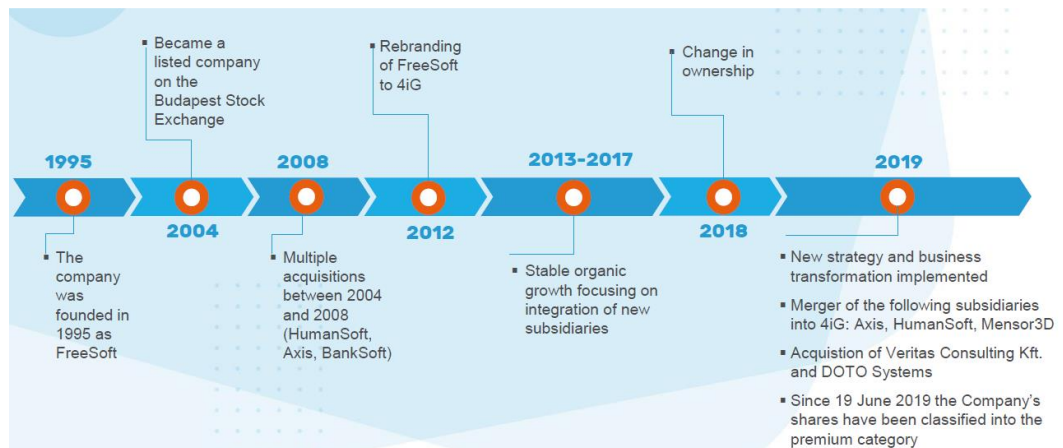 ▪ Became a
listed company
on the
Budapest Stock
Exchange
▪ Rebranding
of FreeSoft
to 4iG
▪ Change in
ownership
1995
2008
2013-2017
2019
2004
2012
2018
▪ The
company
was
founded in
1995 as
FreeSoft
▪ Multiple
acquisitions
between 2004
and 2008
(HumanSoft,
Axis, BankSoft)
▪ Stable organic
growth focusing on
integration of new
subsidiaries
▪ New strategy and business
transformation implemented
▪ Merger of the following subsidiaries
into 4iG: Axis, HumanSoft, Mensor3D
▪ Acquistion of Veritas Consulting Kft.
and DOTO Systems
▪ Since 19 June 2019 the Company's
shares have been classified into the
premium category